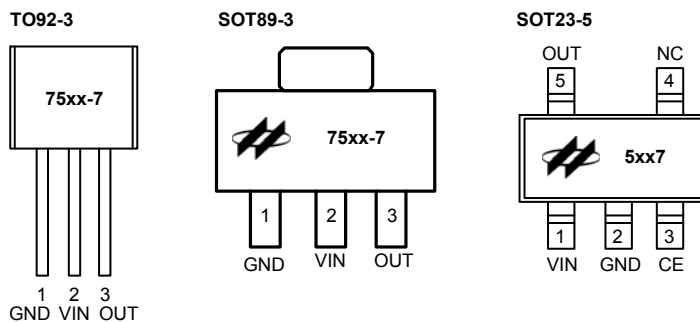 TO92-3
75xx-7
1 2 3
GND VIN OUT
SOT89-3
75xx-7
1 2 3
GND VIN OUT
SOT23-5
OUT NC
5 4
5xx7
1 2 3
VIN GND CE